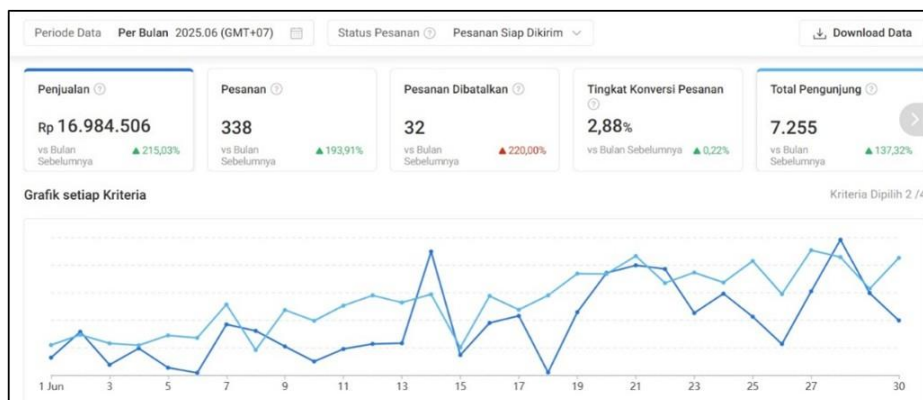 Periode Data Per Bulan 2025.06 (GMT+07) Status Pesanan Pesanan Siap Dikirim Download Data
Penjualan
Rp 16.984.506
vs Bulan Sebelumnya 215,03%
Pesanan
338
vs Bulan Sebelumnya 193,91%
Pesanan Dibatalkan
32
vs Bulan Sebelumnya 220,00%
Tingkat Konversi Pesanan
2,88%
vs Bulan Sebelumnya 0,22%
Total Pengunjung
7.255
vs Bulan Sebelumnya 137,32%
Grafik setiap Kriteria Kriteria Dipilih 2 /4
1 Jun 3 5 7 9 11 13 15 17 19 21 23 25 27 30